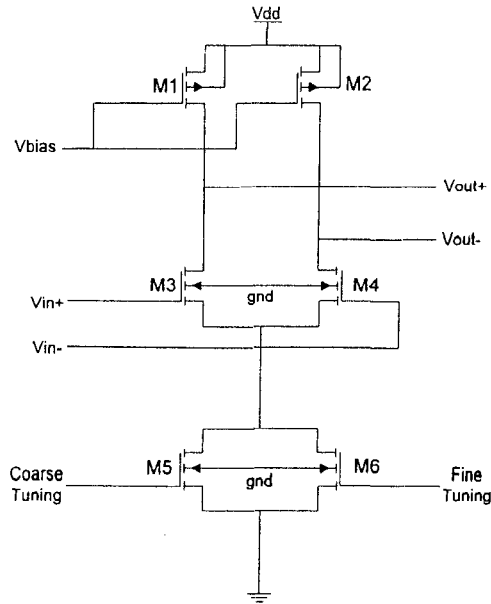 Vdd
M1
M2
Vbias
Vout+
Vout-
M3
M4
gnd
Vin+
Vin-
M5
M6
gnd
Coarse
Tuning
Fine
Tuning